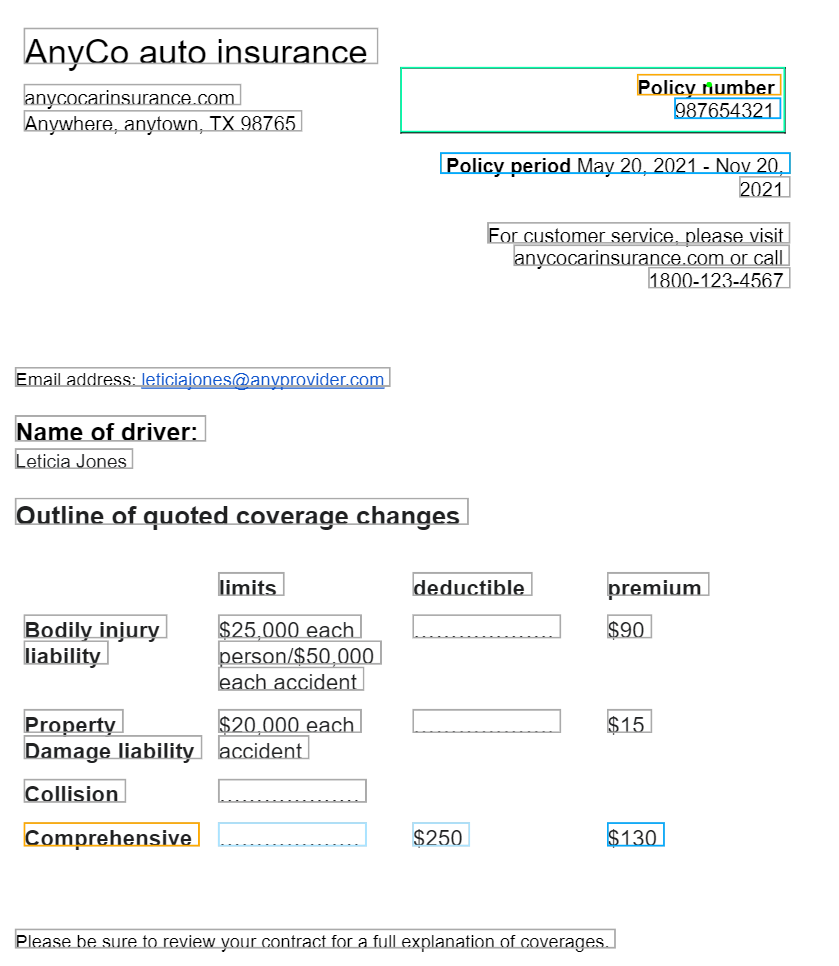 AnyCo auto insurance
anycocarinsurance.com
Anywhere, anytown, TX 98765
Policy number
987654321
Policy period May 20, 2021 - Nov 20,
2021
For customer service, please visit
anycocarinsurance.com or call
1800-123-4567
Email address: leticiajones@anyprovider.com
Name of driver:
Leticia Jones
Outline of quoted coverage changes
limits deductible premium
Bodily injury $25,000 each ................... $90
liability person/$50,000
each accident
Property $20,000 each ................... $15
Damage liability accident
Collision ...................
Comprehensive ................... $250 $130
Please be sure to review your contract for a full explanation of coverages.